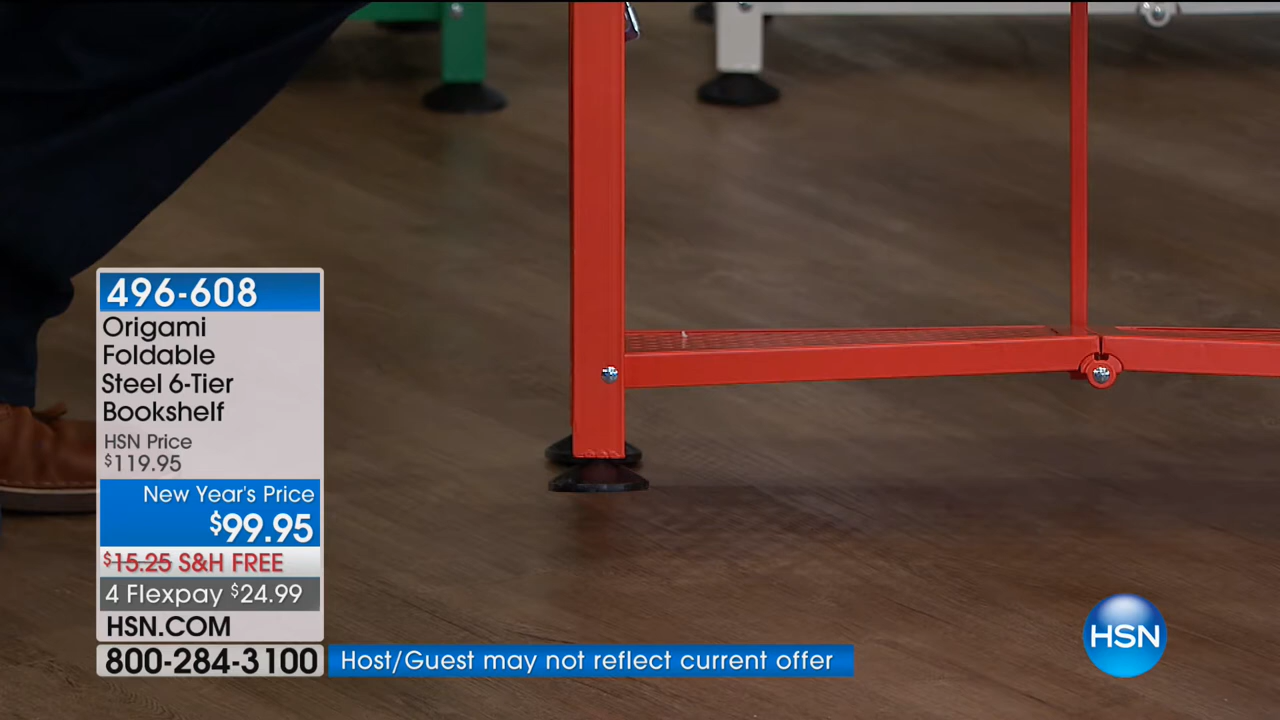 496-608
Origami
Foldable
Steel 6-Tier
Bookshelf
HSN Price
$119.95
New Year's Price
$99.95
$15.25 S&H FREE
4 Flexpay $24.99
HSN.COM
800-284-3100
Host/Guest may not reflect current offer
HSN